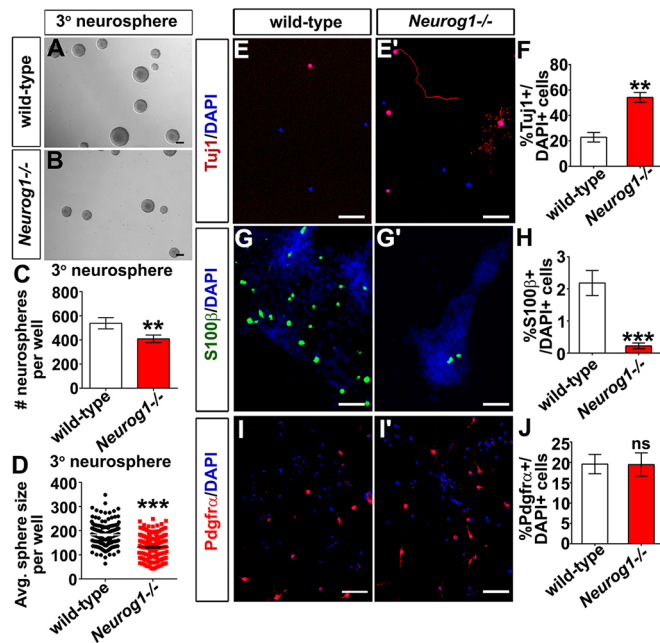 3° neurosphere
wild-type
Neurog1-/-
A
B
wild-type
Neurog1-/-
C
3° neurosphere
# neurospheres
per well
800
600
400
200
0
**
wild-type
Neurog1-/-
D
3° neurosphere
Avg. sphere size
per well
400
300
200
100
0
***
wild-type
Neurog1-/-
E
E'
Tuj1/DAPI
F
%Tuj1+/
DAPI+ cells
80
60
40
20
0
**
wild-type
Neurog1-/-
G
G'
S100β/DAPI
H
%S100β+
/DAPI+ cells
3
2
1
0
***
wild-type
Neurog1-/-
I
I'
Pdgfrα/DAPI
J
%Pdgfrα+/
DAPI+ cells
25
20
15
10
5
0
ns
wild-type
Neurog1-/-